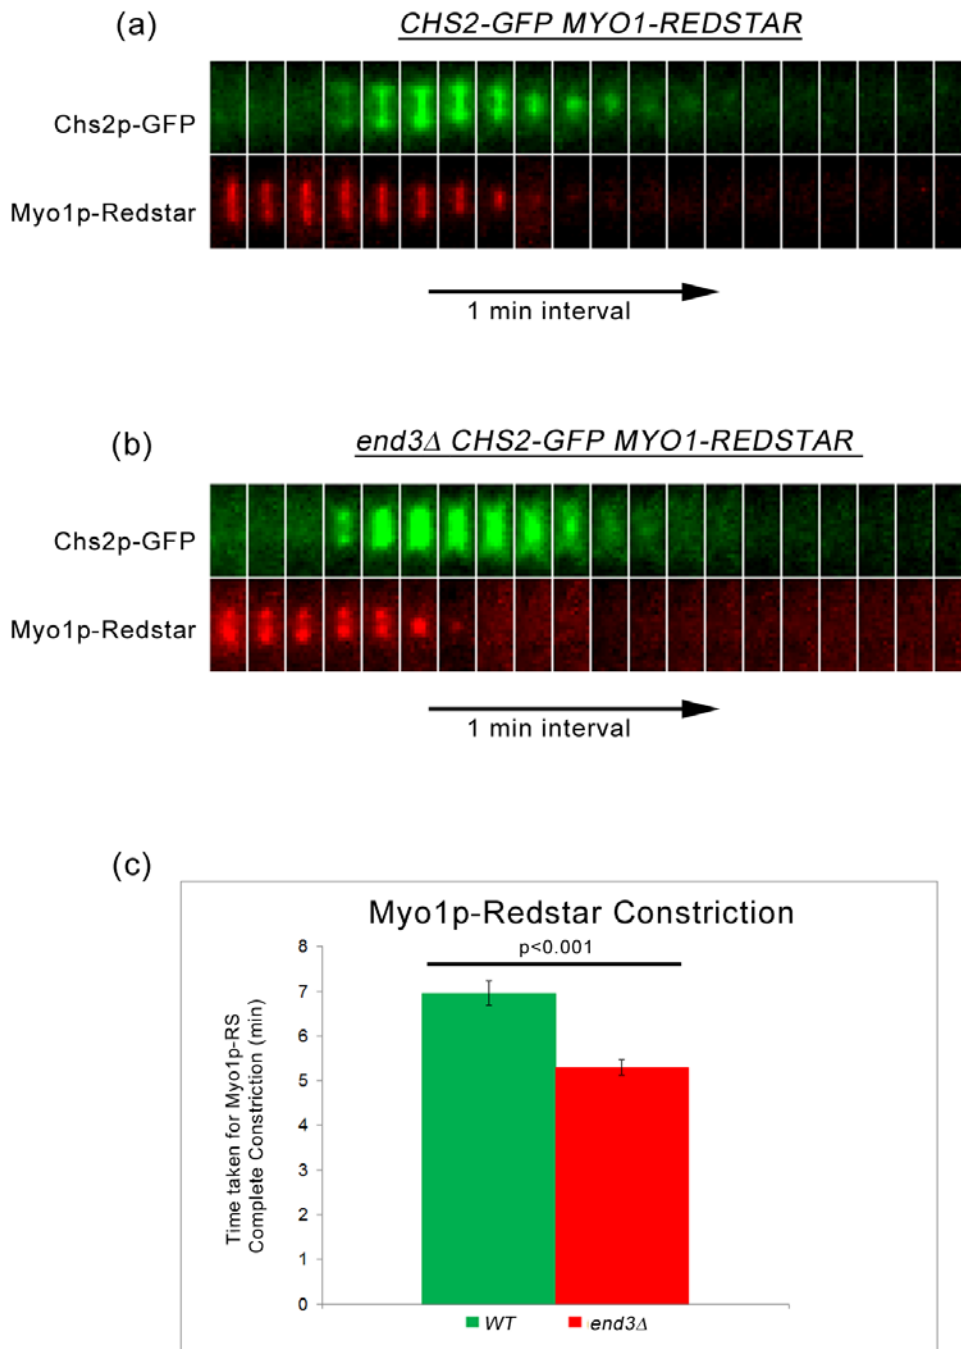 (a)
CHS2-GFP MYO1-REDSTAR
Chs2p-GFP
Myo1p-Redstar
1 min interval
(b)
end3Δ CHS2-GFP MYO1-REDSTAR
Chs2p-GFP
Myo1p-Redstar
1 min interval
(c)
Myo1p-Redstar Constriction
p<0.001
Time taken for Myo1p-RS
Complete Constriction (min)
8
7
6
5
4
3
2
1
0
WT
end3Δ